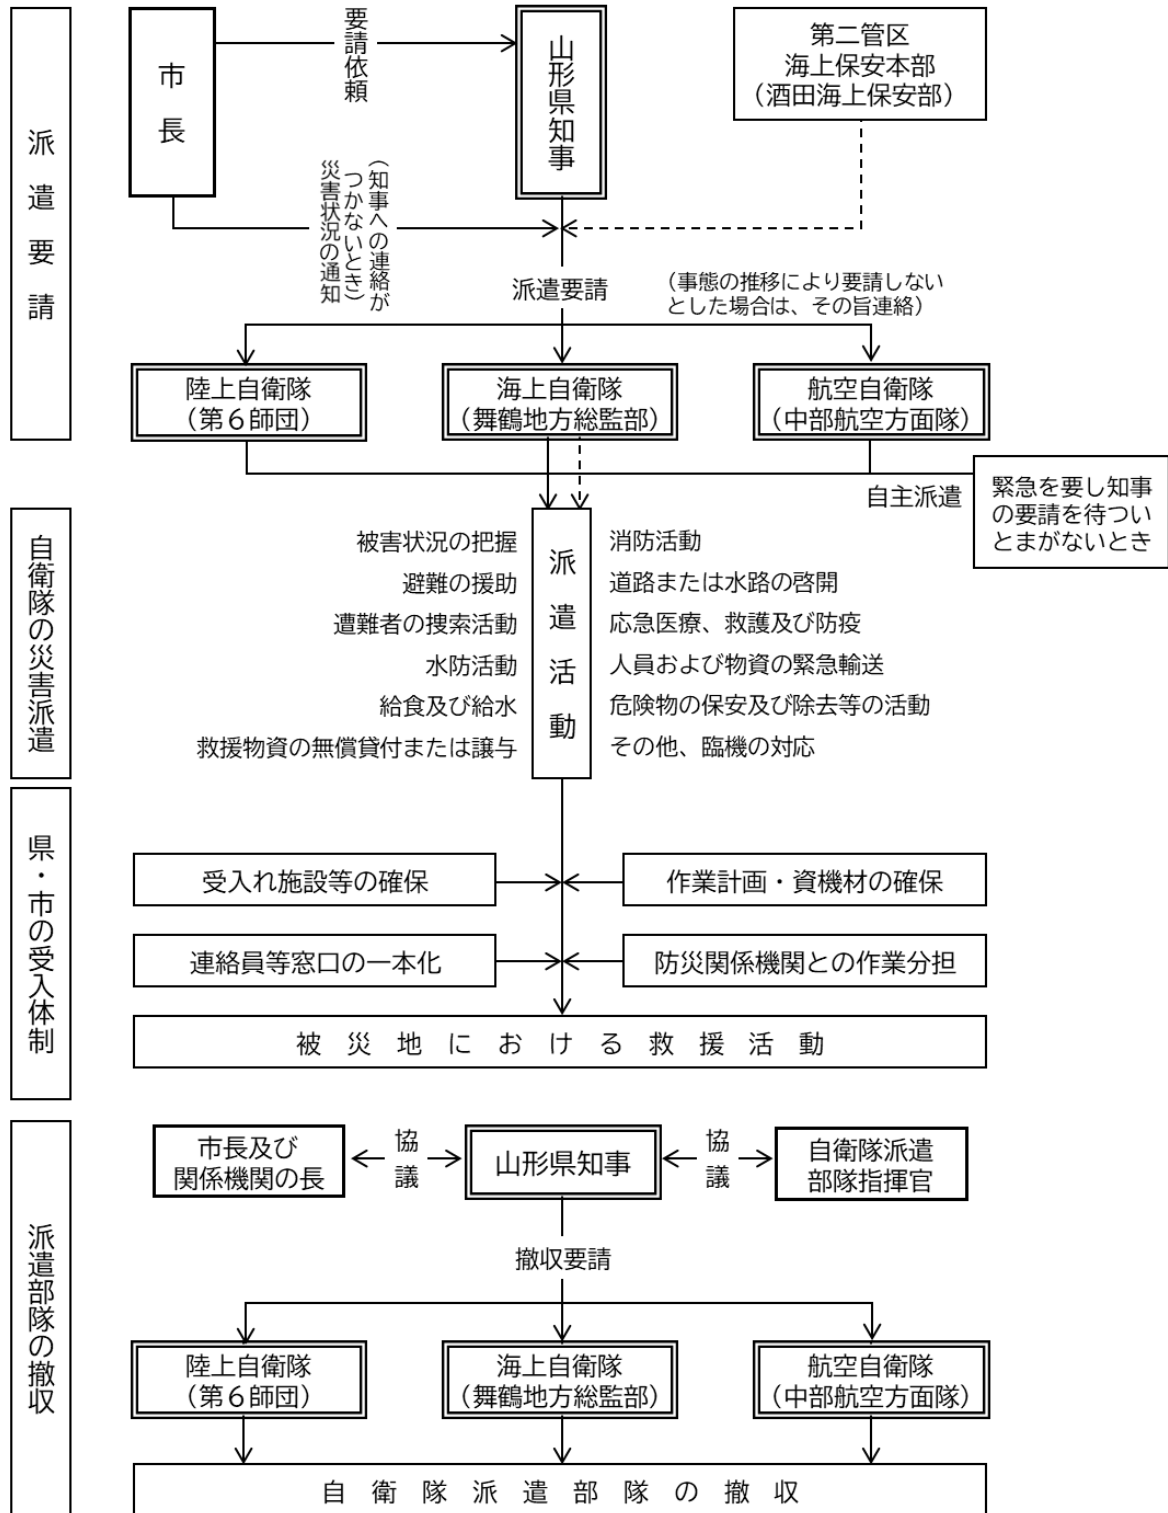 派遣要請
市長
要請依頼
山形県知事
第二管区
海上保安本部
（酒田海上保安部）
（知事への連絡が
つかないとき）
災害状況の通知
派遣要請
（事態の推移により要請しない
とした場合は、その旨連絡）
陸上自衛隊
（第６師団）
海上自衛隊
（舞鶴地方総監部）
航空自衛隊
（中部航空方面隊）
自主派遣
緊急を要し知事
の要請を待つい
とまがないとき
自衛隊の災害派遣
派遣活動
被害状況の把握
避難の援助
遭難者の捜索活動
水防活動
給食及び給水
救援物資の無償貸付または譲与
消防活動
道路または水路の啓開
応急医療、救護及び防疫
人員および物資の緊急輸送
危険物の保安及び除去等の活動
その他、臨機の対応
県・市の受入体制
受入れ施設等の確保
作業計画・資機材の確保
連絡員等窓口の一本化
防災関係機関との作業分担
被災地における救援活動
派遣部隊の撤収
市長及び
関係機関の長
協議
山形県知事
協議
自衛隊派遣
部隊指揮官
撤収要請
陸上自衛隊
（第６師団）
海上自衛隊
（舞鶴地方総監部）
航空自衛隊
（中部航空方面隊）
自衛隊派遣部隊の撤収